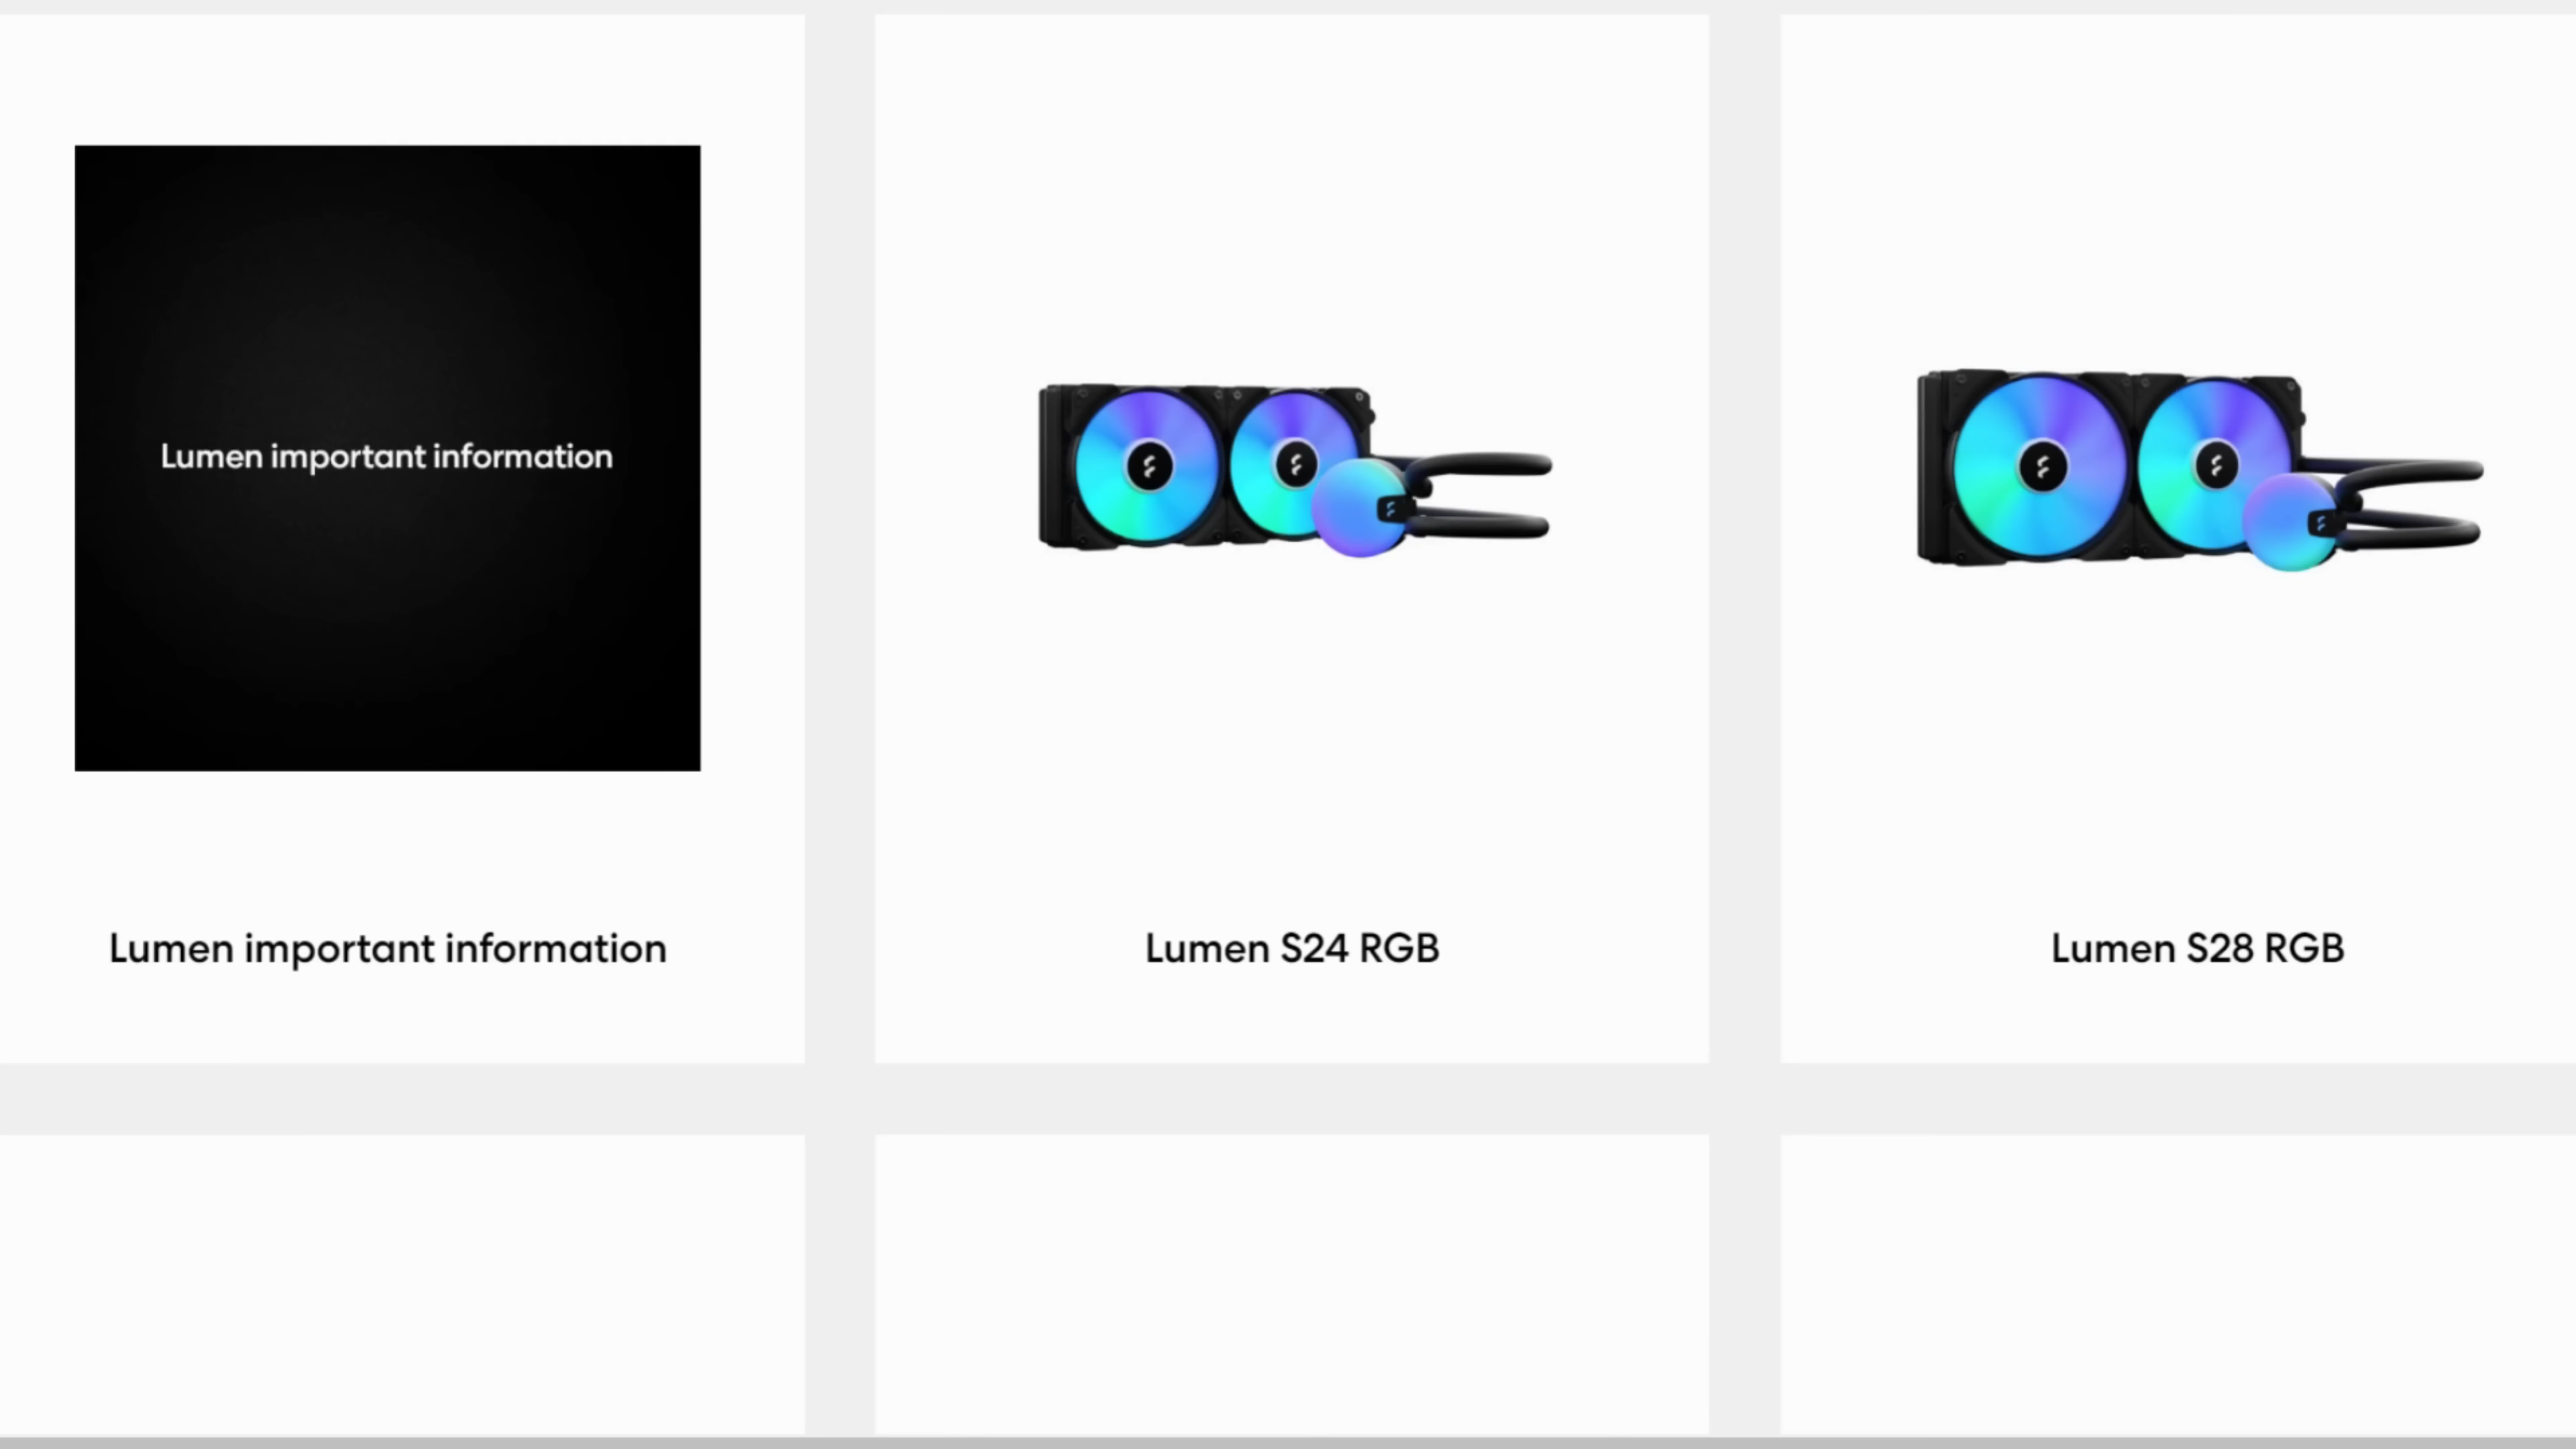 Lumen important information
Lumen important information
Lumen S24 RGB
Lumen S28 RGB